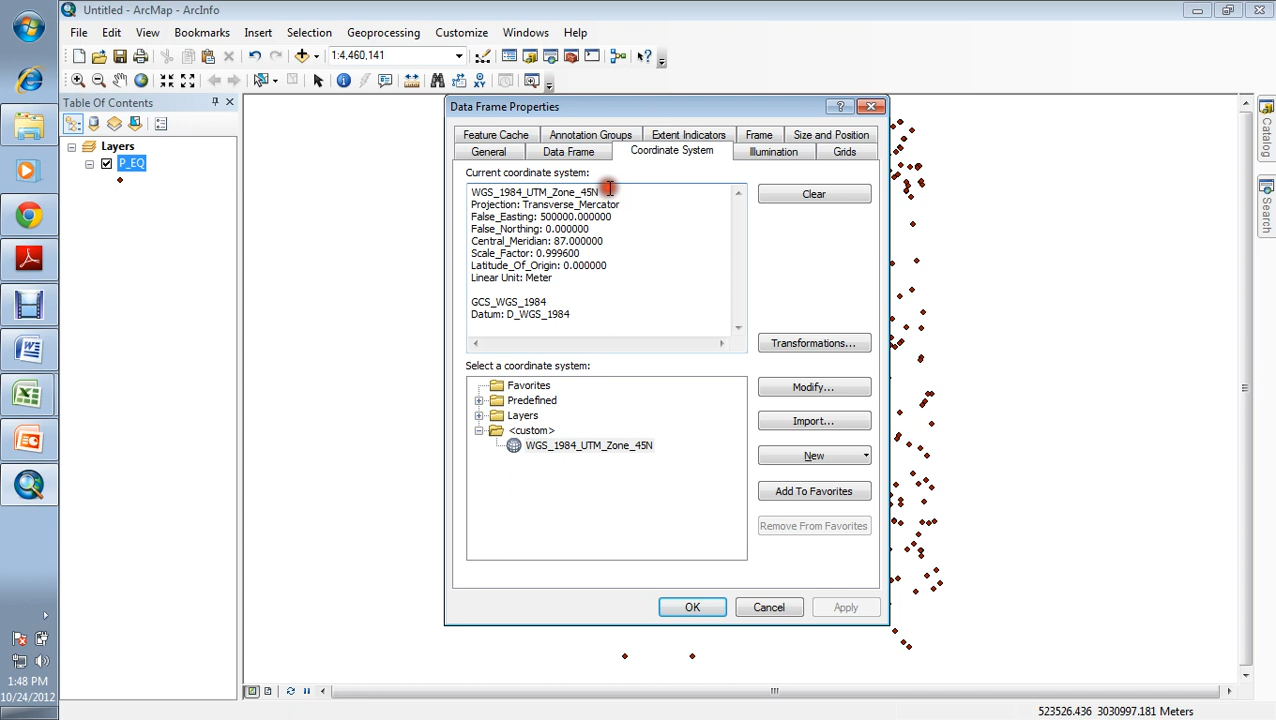 Untitled - ArcMap - ArcInfo
File Edit View Bookmarks Insert Selection Geoprocessing Customize Windows Help
1:4,460,141
Table Of Contents
Layers
P_EQ
Data Frame Properties
Feature Cache Annotation Groups Extent Indicators Frame Size and Position
General Data Frame Coordinate System Illumination Grids
Current coordinate system:
WGS_1984_UTM_Zone_45N
Projection: Transverse_Mercator
False_Easting: 500000.000000
False_Northing: 0.000000
Central_Meridian: 87.000000
Scale_Factor: 0.999600
Latitude_Of_Origin: 0.000000
Linear Unit: Meter
GCS_WGS_1984
Datum: D_WGS_1984
Clear
Transformations...
Select a coordinate system:
Favorites
Predefined
Layers
<custom>
WGS_1984_UTM_Zone_45N
Modify...
Import...
New
Add To Favorites
Remove From Favorites
OK Cancel Apply
Catalog
Search
1:48 PM
10/24/2012
523526.436 3030997.181 Meters